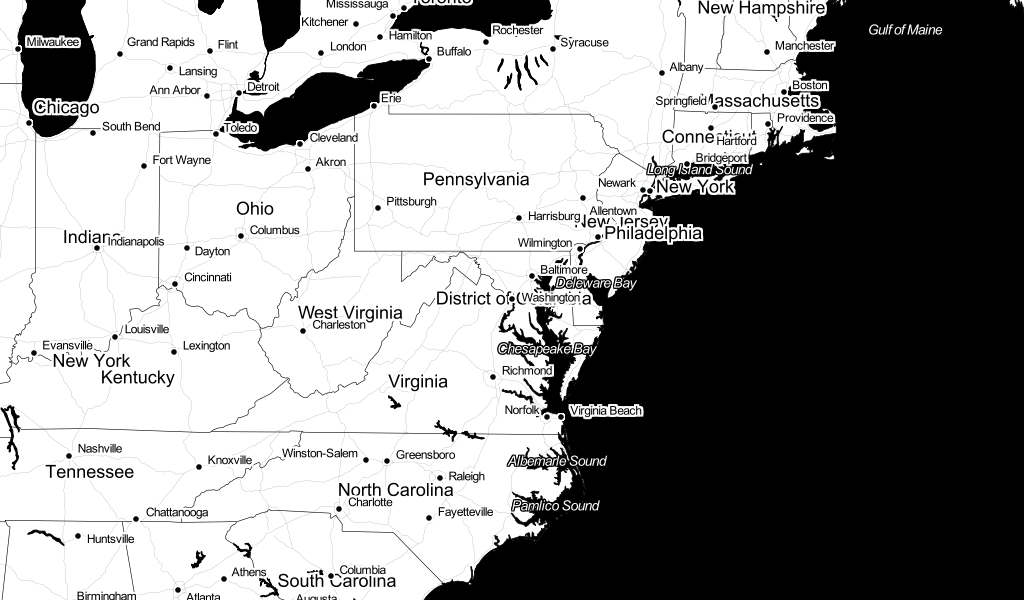 Mississauga
Toronto
New Hampshire
Kitchener
Gulf of Maine
Rochester
Hamilton
Milwaukee
Grand Rapids
Flint
London
Buffalo
Syracuse
Manchester
Lansing
Albany
Ann Arbor
Detroit
Boston
Erie
Springfield
Massachusetts
Chicago
Providence
South Bend
Toledo
Cleveland
Connecticut
Hartford
Fort Wayne
Akron
Bridgeport
Long Island Sound
Pennsylvania
Newark
New York
Pittsburgh
Ohio
Allentown
Harrisburg
New Jersey
Columbus
Philadelphia
Indiana
Indianapolis
Dayton
Wilmington
Baltimore
Cincinnati
Deleware Bay
District of Columbia
Washington
West Virginia
Charleston
Louisville
Evansville
Lexington
Chesapeake Bay
New York
Kentucky
Richmond
Virginia
Norfolk
Virginia Beach
Nashville
Winston-Salem
Greensboro
Knoxville
Albemarle Sound
Tennessee
Raleigh
North Carolina
Charlotte
Pamlico Sound
Chattanooga
Fayetteville
Huntsville
Athens
Columbia
South Carolina
Birmingham
Atlanta
Augusta